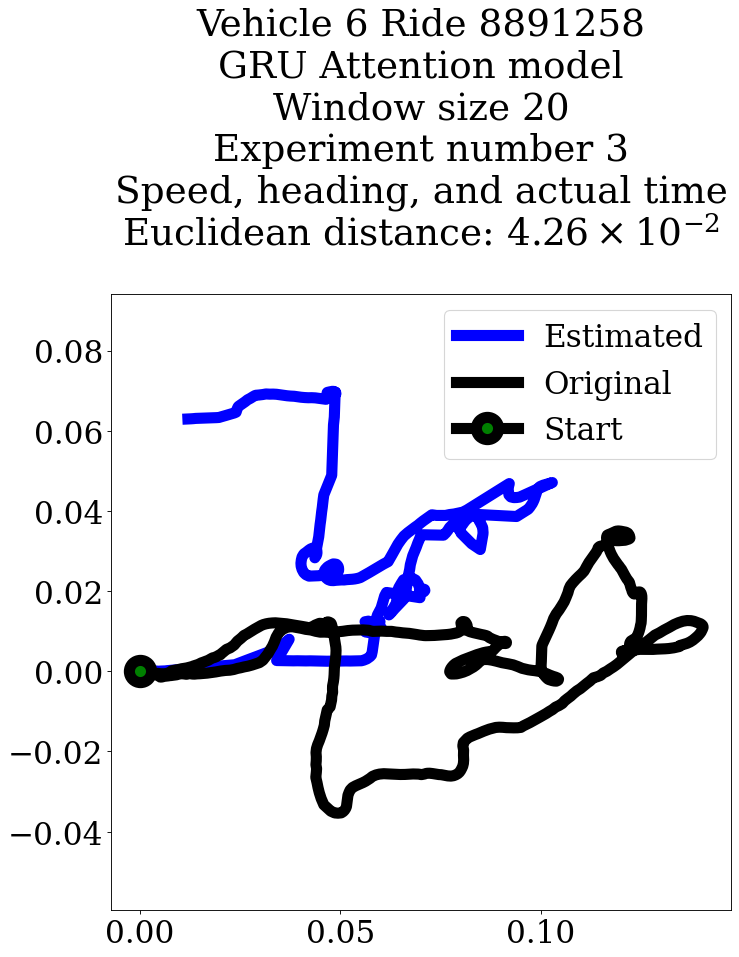 Vehicle 6 Ride 8891258
GRU Attention model
Window size 20
Experiment number 3
Speed, heading, and actual time
Euclidean distance: 4.26 × 10⁻²
Estimated
Original
Start
0.08
0.06
0.04
0.02
0.00
−0.02
−0.04
0.00 0.05 0.10